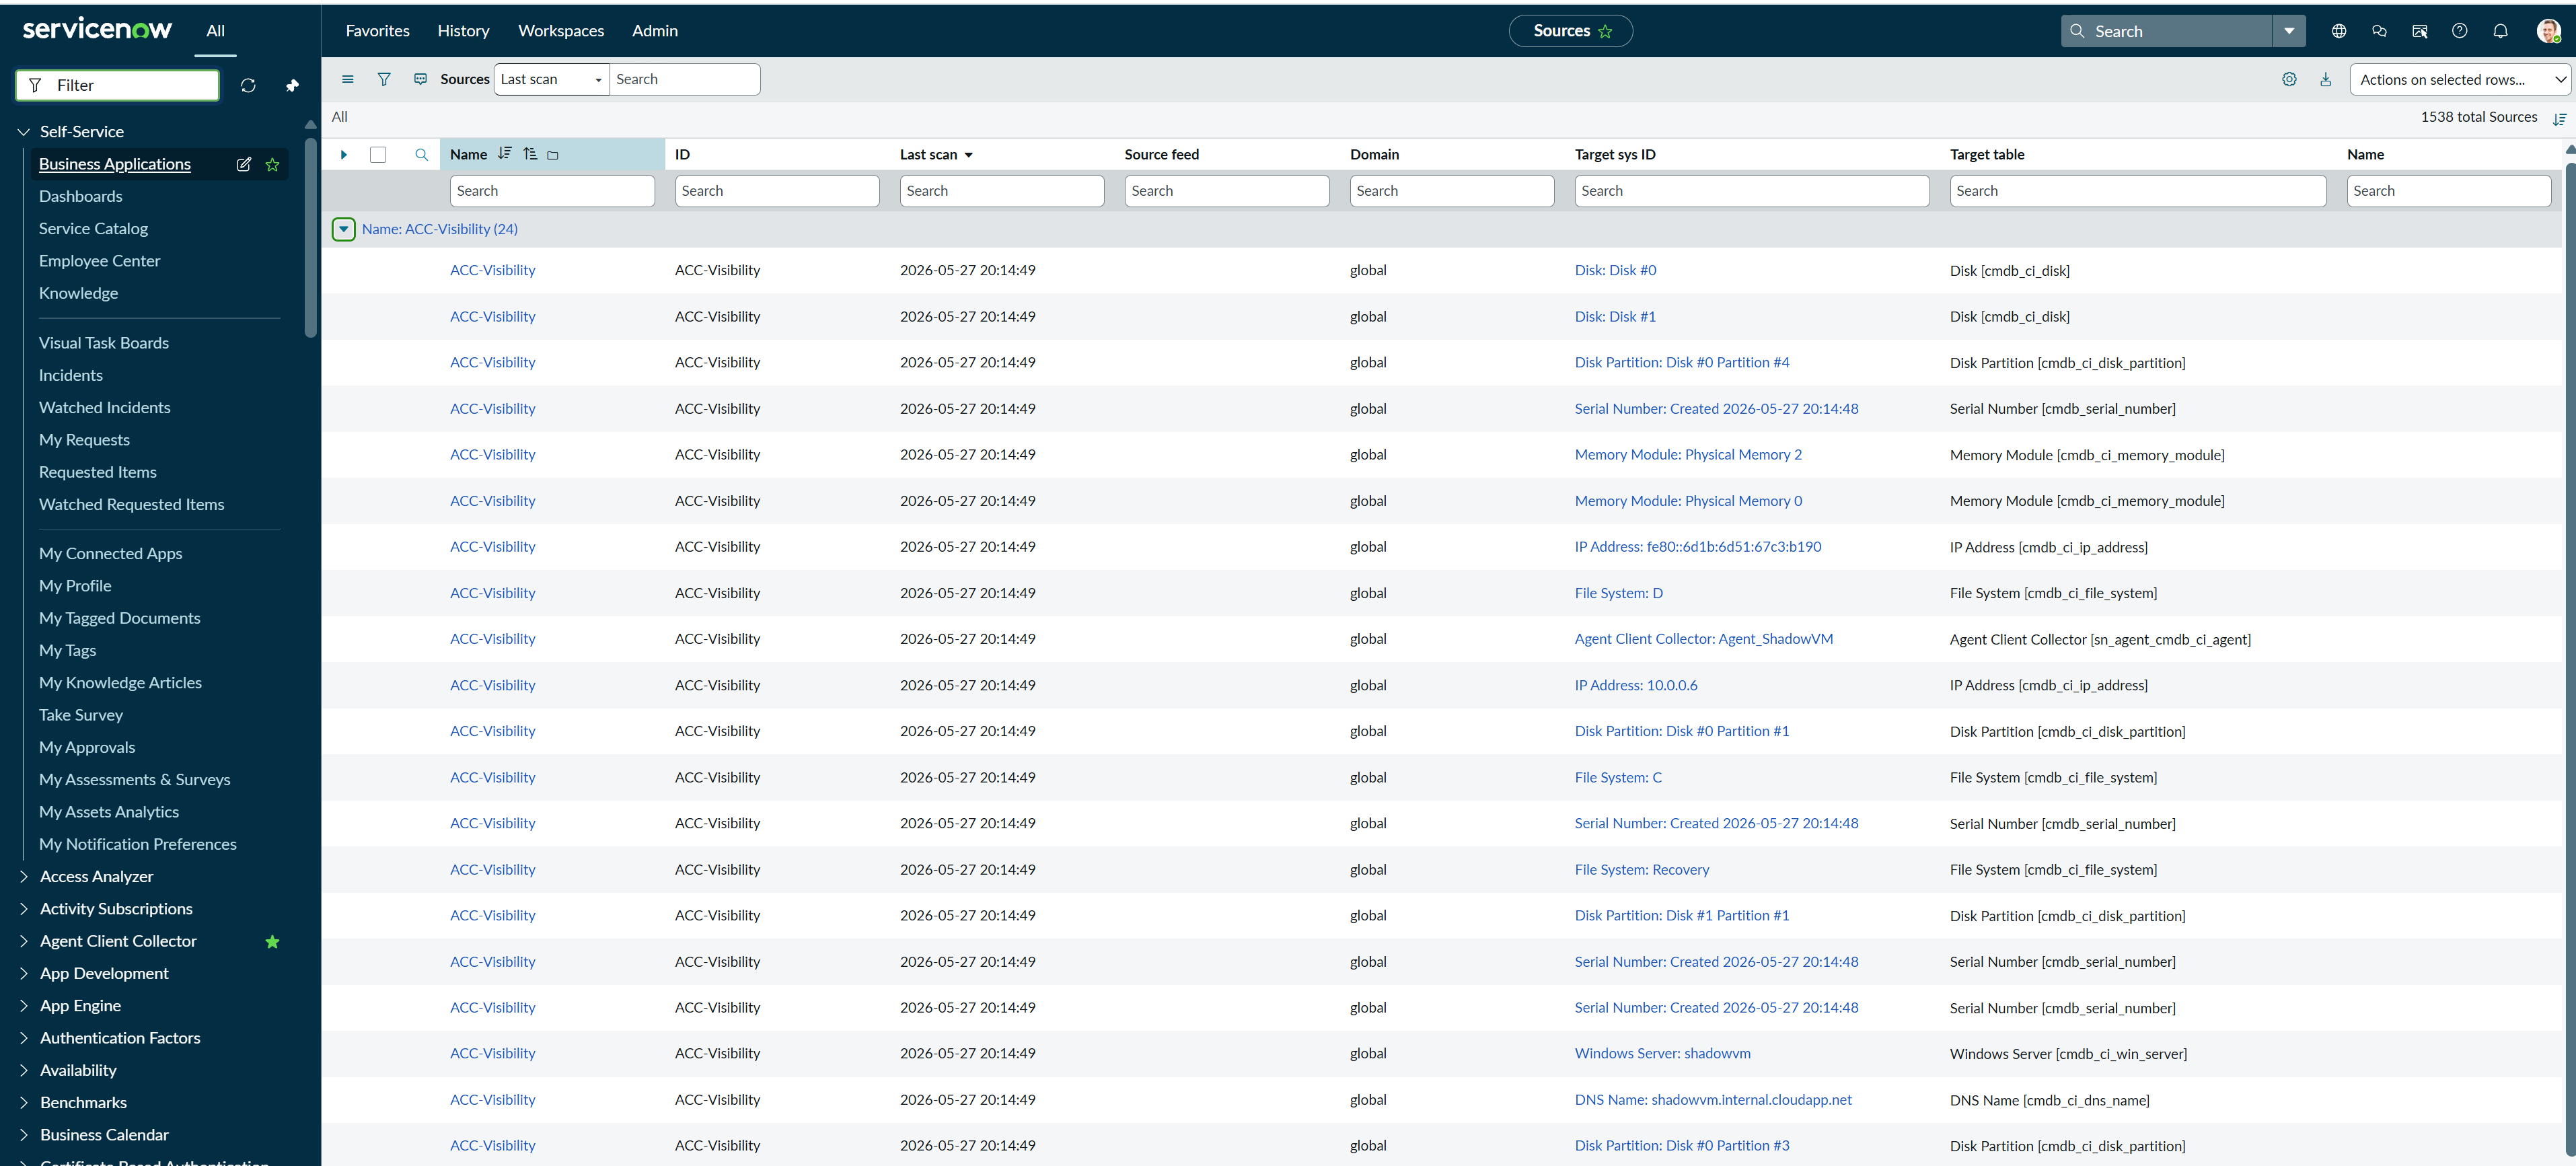 servicenow All Favorites History Workspaces Admin Sources Search
Filter
Self-Service
Business Applications
Dashboards
Service Catalog
Employee Center
Knowledge
Visual Task Boards
Incidents
Watched Incidents
My Requests
Requested Items
Watched Requested Items
My Connected Apps
My Profile
My Tagged Documents
My Tags
My Knowledge Articles
Take Survey
My Approvals
My Assessments & Surveys
My Assets Analytics
My Notification Preferences
Access Analyzer
Activity Subscriptions
Agent Client Collector
App Development
App Engine
Authentication Factors
Availability
Benchmarks
Business Calendar
Certificate Based Authentication
Sources Last scan Search Actions on selected rows...
All 1538 total Sources
Name ID Last scan Source feed Domain Target sys ID Target table Name
Search Search Search Search Search Search Search Search
Name: ACC-Visibility (24)
ACC-Visibility ACC-Visibility 2026-05-27 20:14:49 global Disk: Disk #0 Disk [cmdb_ci_disk]
ACC-Visibility ACC-Visibility 2026-05-27 20:14:49 global Disk: Disk #1 Disk [cmdb_ci_disk]
ACC-Visibility ACC-Visibility 2026-05-27 20:14:49 global Disk Partition: Disk #0 Partition #4 Disk Partition [cmdb_ci_disk_partition]
ACC-Visibility ACC-Visibility 2026-05-27 20:14:49 global Serial Number: Created 2026-05-27 20:14:48 Serial Number [cmdb_serial_number]
ACC-Visibility ACC-Visibility 2026-05-27 20:14:49 global Memory Module: Physical Memory 2 Memory Module [cmdb_ci_memory_module]
ACC-Visibility ACC-Visibility 2026-05-27 20:14:49 global Memory Module: Physical Memory 0 Memory Module [cmdb_ci_memory_module]
ACC-Visibility ACC-Visibility 2026-05-27 20:14:49 global IP Address: fe80::6d1b:6d51:67c3:b190 IP Address [cmdb_ci_ip_address]
ACC-Visibility ACC-Visibility 2026-05-27 20:14:49 global File System: D File System [cmdb_ci_file_system]
ACC-Visibility ACC-Visibility 2026-05-27 20:14:49 global Agent Client Collector: Agent_ShadowVM Agent Client Collector [sn_agent_cmdb_ci_agent]
ACC-Visibility ACC-Visibility 2026-05-27 20:14:49 global IP Address: 10.0.0.6 IP Address [cmdb_ci_ip_address]
ACC-Visibility ACC-Visibility 2026-05-27 20:14:49 global Disk Partition: Disk #0 Partition #1 Disk Partition [cmdb_ci_disk_partition]
ACC-Visibility ACC-Visibility 2026-05-27 20:14:49 global File System: C File System [cmdb_ci_file_system]
ACC-Visibility ACC-Visibility 2026-05-27 20:14:49 global Serial Number: Created 2026-05-27 20:14:48 Serial Number [cmdb_serial_number]
ACC-Visibility ACC-Visibility 2026-05-27 20:14:49 global File System: Recovery File System [cmdb_ci_file_system]
ACC-Visibility ACC-Visibility 2026-05-27 20:14:49 global Disk Partition: Disk #1 Partition #1 Disk Partition [cmdb_ci_disk_partition]
ACC-Visibility ACC-Visibility 2026-05-27 20:14:49 global Serial Number: Created 2026-05-27 20:14:48 Serial Number [cmdb_serial_number]
ACC-Visibility ACC-Visibility 2026-05-27 20:14:49 global Serial Number: Created 2026-05-27 20:14:48 Serial Number [cmdb_serial_number]
ACC-Visibility ACC-Visibility 2026-05-27 20:14:49 global Windows Server: shadowvm Windows Server [cmdb_ci_win_server]
ACC-Visibility ACC-Visibility 2026-05-27 20:14:49 global DNS Name: shadowvm.internal.cloudapp.net DNS Name [cmdb_ci_dns_name]
ACC-Visibility ACC-Visibility 2026-05-27 20:14:49 global Disk Partition: Disk #0 Partition #3 Disk Partition [cmdb_ci_disk_partition]